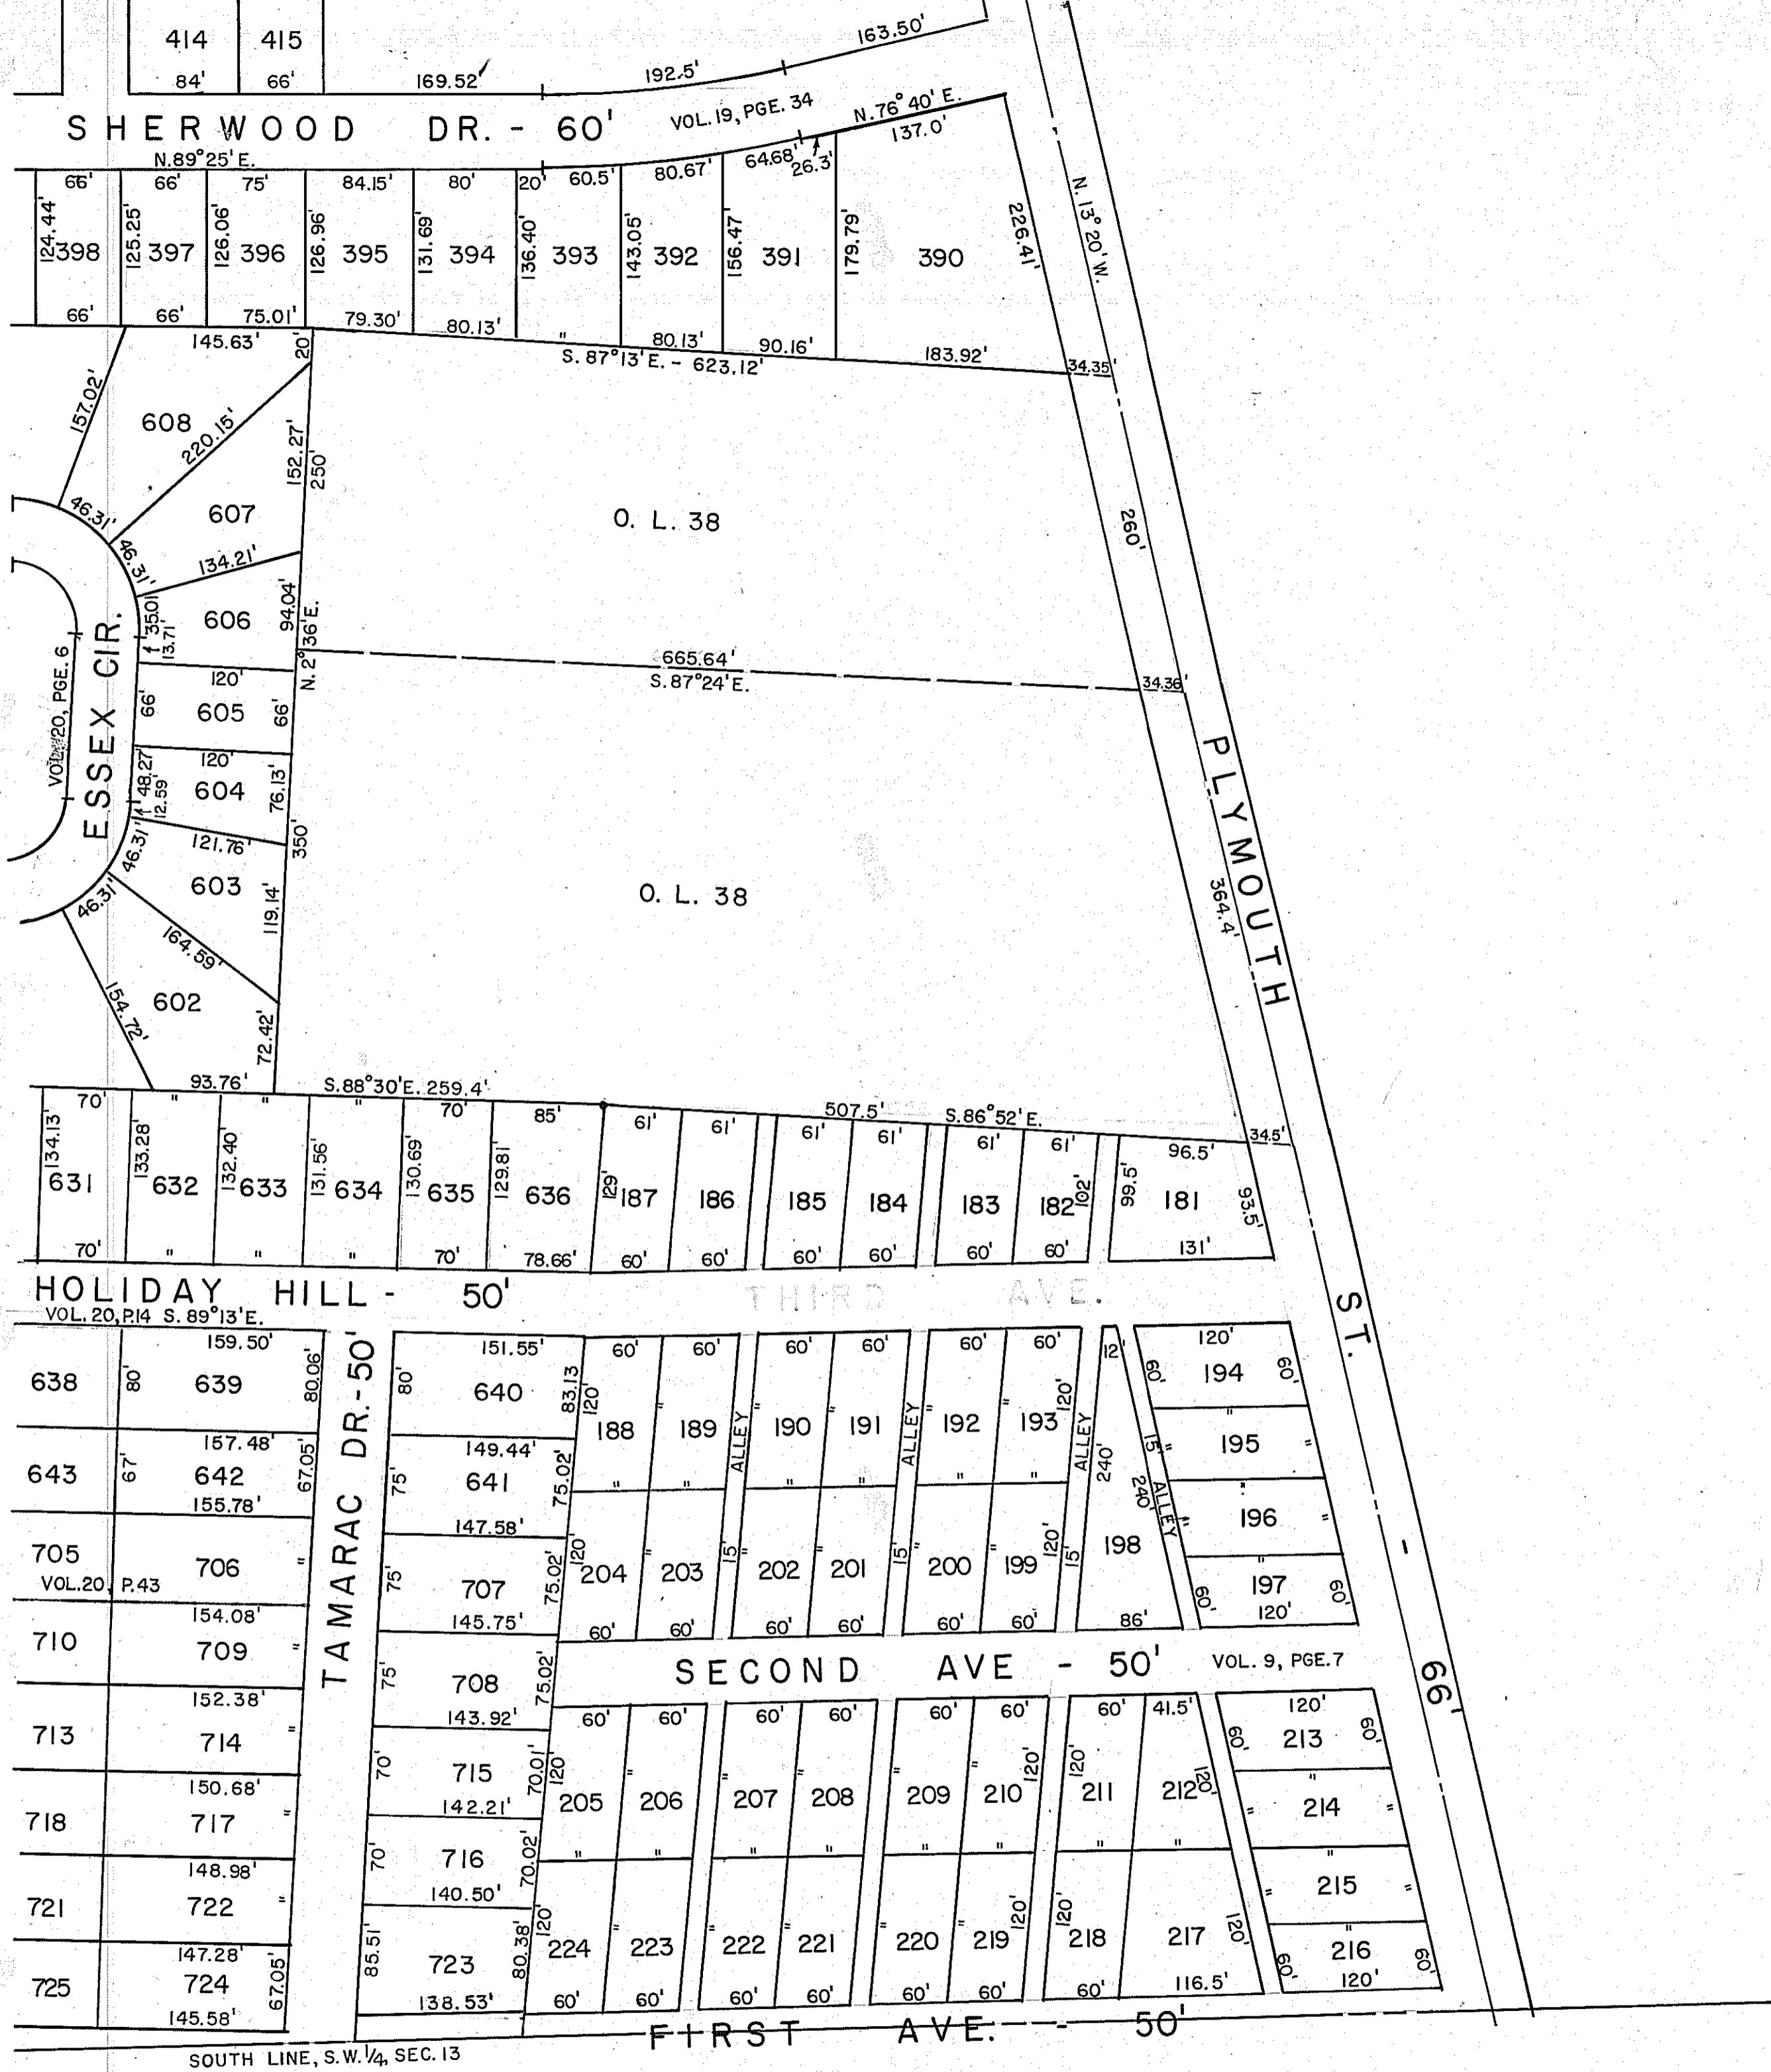 414 415
84' 66' 169.52' 192.5' 163.50'
SHERWOOD DR. - 60' VOL. 19, PGE. 34 N. 76° 40' E.
137.0'
N. 89° 25' E.
66' 66' 75' 84.15' 80' 20' 60.5' 80.67' 64.68' 26.3'
124.44' 125.25' 126.06' 126.96' 131.69' 136.40' 143.05' 156.47' 179.79' 226.41' N. 13° 20' W.
398 397 396 395 394 393 392 391 390
66' 66' 75.01' 79.30' 80.13' " 80.13' 90.16' 183.92'
145.63' 20' S. 87° 13' E. - 623.12' 34.35'
157.02' 608 220.15' 152.27' 250'
46.31' 607 O. L. 38 260'
46.31' 134.21'
35.01' 13.71' 606 94.04' N. 2° 36' E.
665.64' 34.36'
S. 87° 24' E.
VOL. 20, PGE. 6 ESSEX CIR.
120'
66' 605 66'
120'
48.27' 12.59' 604 76.13'
46.31' 121.76' 350'
603 119.14' O. L. 38 364.4'
46.31' 164.59'
154.72' 602 72.42'
PLYMOUTH ST. - 66'
93.76' S. 88° 30' E. 259.4'
507.5' S. 86° 52' E. 34.5'
70' " " " 70' 85' 61' 61' 61' 61' 61' 61' 96.5'
134.13' 133.28' 132.40' 131.56' 130.69' 129.81' 129' 102' 99.5' 93.5'
631 632 633 634 635 636 187 186 185 184 183 182 181
70' " " " 70' 78.66' 60' 60' 60' 60' 60' 60' 131'
HOLIDAY HILL - 50' THIRD AVE.
VOL. 20, P.14 S. 89° 13' E.
159.50' 151.55' 60' 60' 60' 60' 60' 60' 12' 120'
638 80' 639 80.06' 80' 640 83.13 60' 194 60'
120' 188 " 189 ALLEY " 190 191 ALLEY " 192 " 193 120' ALLEY 240' 15' " 195 "
157.48' 149.44'
643 67' 642 67.05' TAMARAC DR. - 50' 75' 641 75.02' " " " " " " 240' ALLEY
155.78' 147.58'
705 706 " 75' 707 75.02' 120' 204 " 203 15' " 202 201 15' " 200 " 199 120' 15' 198 " 196 "
VOL. 20, P.43
154.08' 145.75' 60' 60' 60' 60' 60' 60' 86' 60' 197 60'
120'
710 709 " 75' 708 75.02' SECOND AVE - 50' VOL. 9, PGE. 7
152.38' 143.92' 60' 60' 60' 60' 60' 60' 60' 41.5' 120'
713 714 " 70' 715 70.01' 60' 213 60'
150.68' 142.21' 120' 205 " 206 " 207 208 " 209 " 210 120' 120' 211 212 120' " 214 "
718 717 " 70' 716 70.02' " " " " " " " "
148.98' 140.50' " 215 "
721 722 " 85.51' 723 80.38' 120' 224 " 223 " 222 221 " 220 " 219 120' 120' 218 217 120' 60' 216 60'
147.28' 120'
725 724 67.05' 138.53' 60' 60' 60' 60' 60' 60' 60' 116.5'
145.58'
FIRST AVE. - 50'
SOUTH LINE, S.W. 1/4, SEC. 13